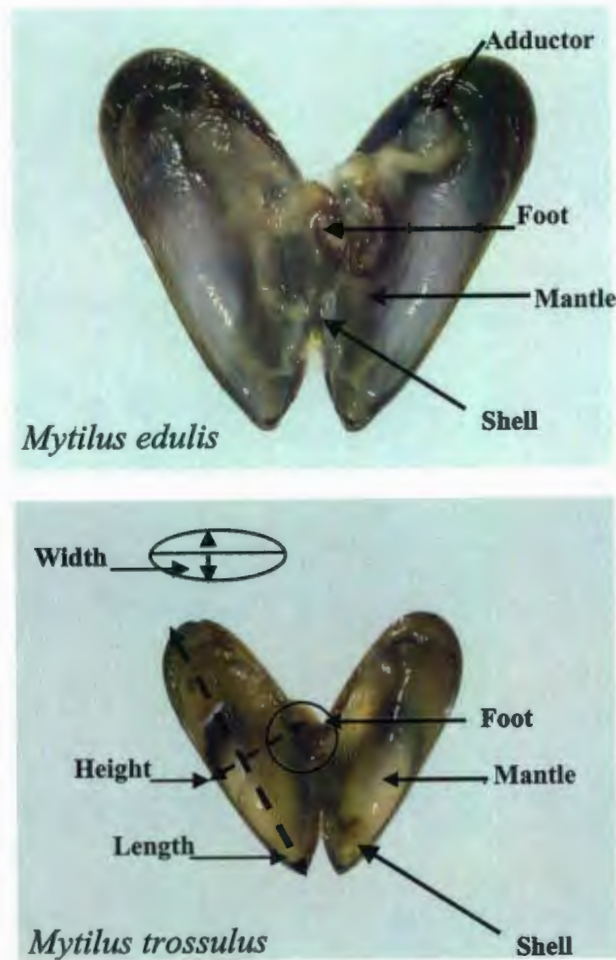 Adductor
Foot
Mantle
Shell
Mytilus edulis
Width
Foot
Height
Mantle
Length
Mytilus trossulus
Shell